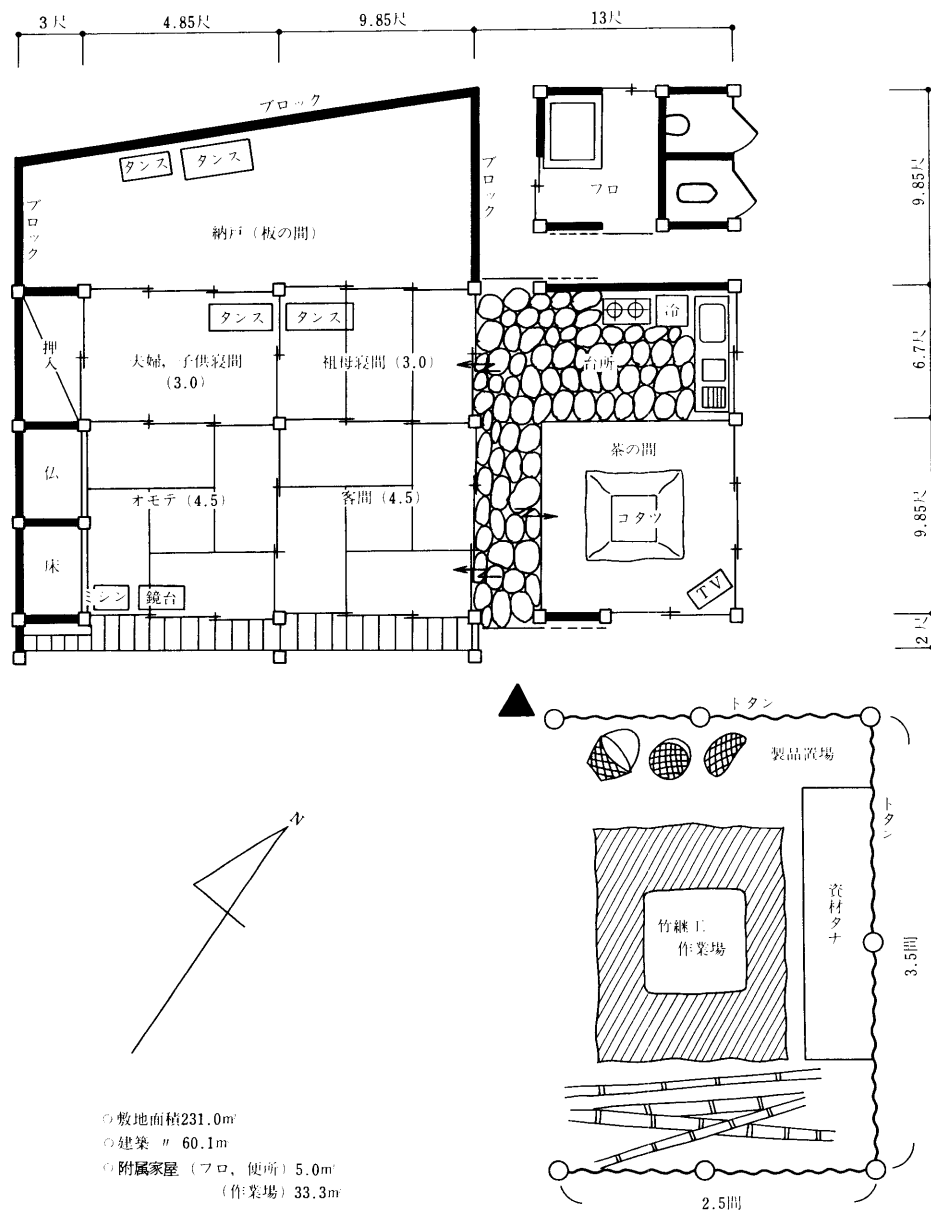 3尺
4.85尺
9.85尺
13尺
ブロック
タンス
タンス
ブロック
ブロック
フロ
9.85尺
納戸（板の間）
押入
タンス
タンス
冷
夫婦，子供寝間
(3.0)
祖母寝間 (3.0)
台所
6.7尺
茶の間
仏
オモテ (4.5)
客間 (4.5)
コタツ
9.85尺
床
ミシン
鏡台
TV
2尺
トタン
製品置場
トタン
N
資材タナ
竹継工
作業場
3.5間
○敷地面積231.0㎡
○建築 〃 60.1㎡
○附属家屋（フロ，便所）5.0㎡
（作業場）33.3㎡
2.5間